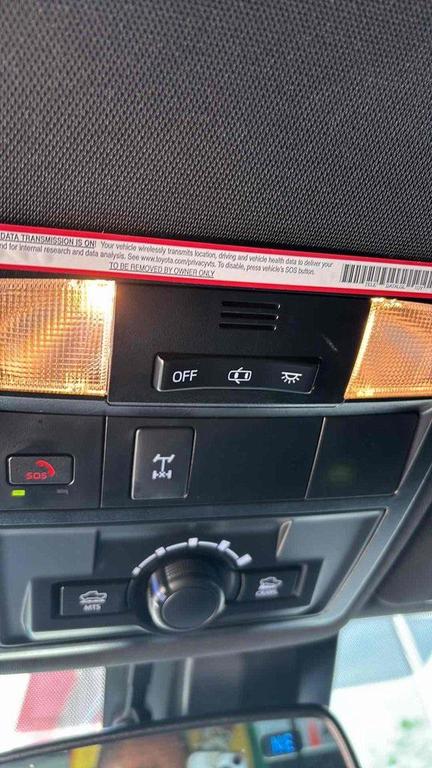 DATA TRANSMISSION IS ON! Your vehicle wirelessly transmits location, driving and vehicle health data to deliver your
nd for internal research and data analysis. See www.toyota.com/privacyvts. To disable, press vehicle's SOS button.
TO BE REMOVED BY OWNER ONLY
OFF
SOS
MTS
CRAWL